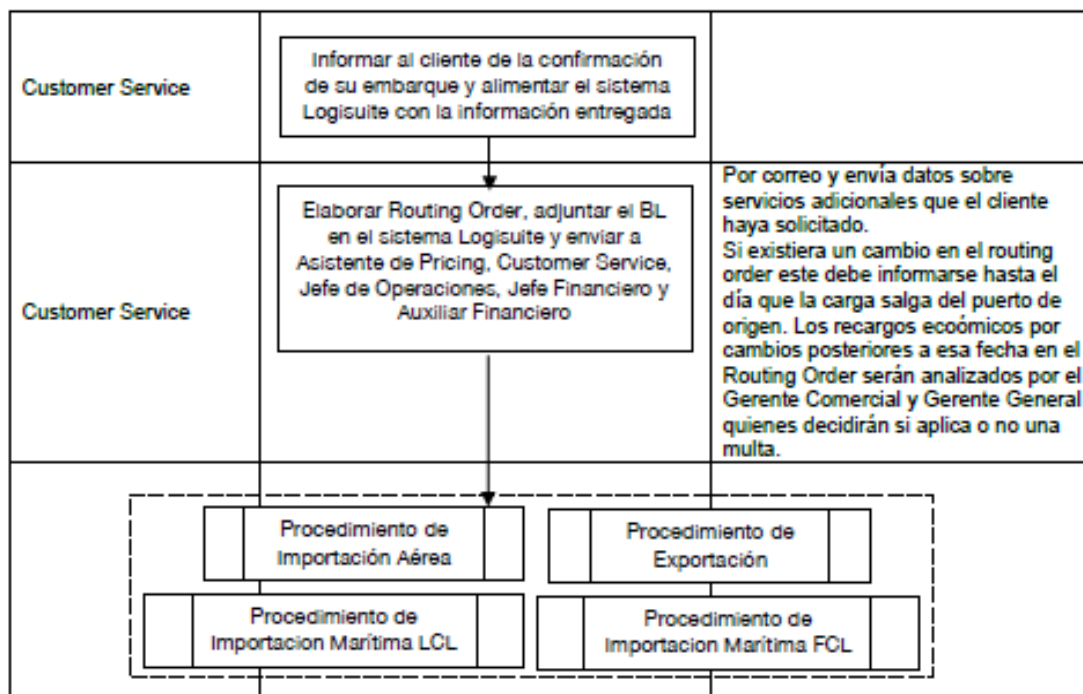 Customer Service
Informar al cliente de la confirmación
de su embarque y alimentar el sistema
Logisuite con la información entregada
Customer Service
Elaborar Routing Order, adjuntar el BL
en el sistema Logisuite y enviar a
Asistente de Pricing, Customer Service,
Jefe de Operaciones, Jefe Financiero y
Auxiliar Financiero
Por correo y envía datos sobre
servicios adicionales que el cliente
haya solicitado.
Si existiera un cambio en el routing
order este debe informarse hasta el
día que la carga salga del puerto de
origen. Los recargos ecoómicos por
cambios posteriores a esa fecha en el
Routing Order serán analizados por el
Gerente Comercial y Gerente General
quienes decidirán si aplica o no una
multa.
Procedimiento de
Importación Aérea
Procedimiento de
Exportación
Procedimiento de
Importacion Marítima LCL
Procedimiento de
Importacion Marítima FCL